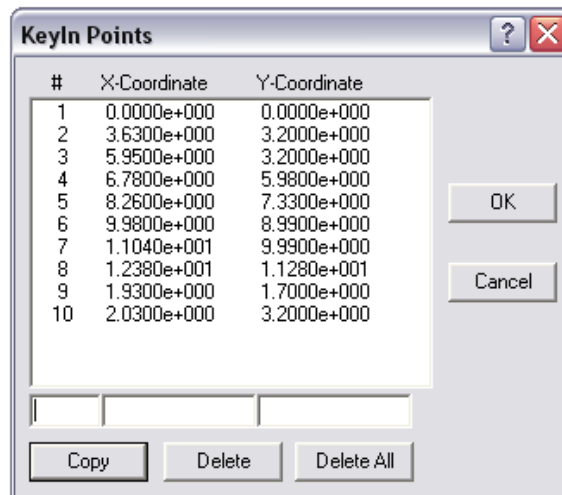 KeyIn Points
?
# X-Coordinate Y-Coordinate
1 0.0000e+000 0.0000e+000
2 3.6300e+000 3.2000e+000
3 5.9500e+000 3.2000e+000
4 6.7800e+000 5.9800e+000
5 8.2600e+000 7.3300e+000
6 9.9800e+000 8.9900e+000
7 1.1040e+001 9.9900e+000
8 1.2380e+001 1.1280e+001
9 1.9300e+000 1.7000e+000
10 2.0300e+000 3.2000e+000
OK
Cancel
Copy Delete Delete All